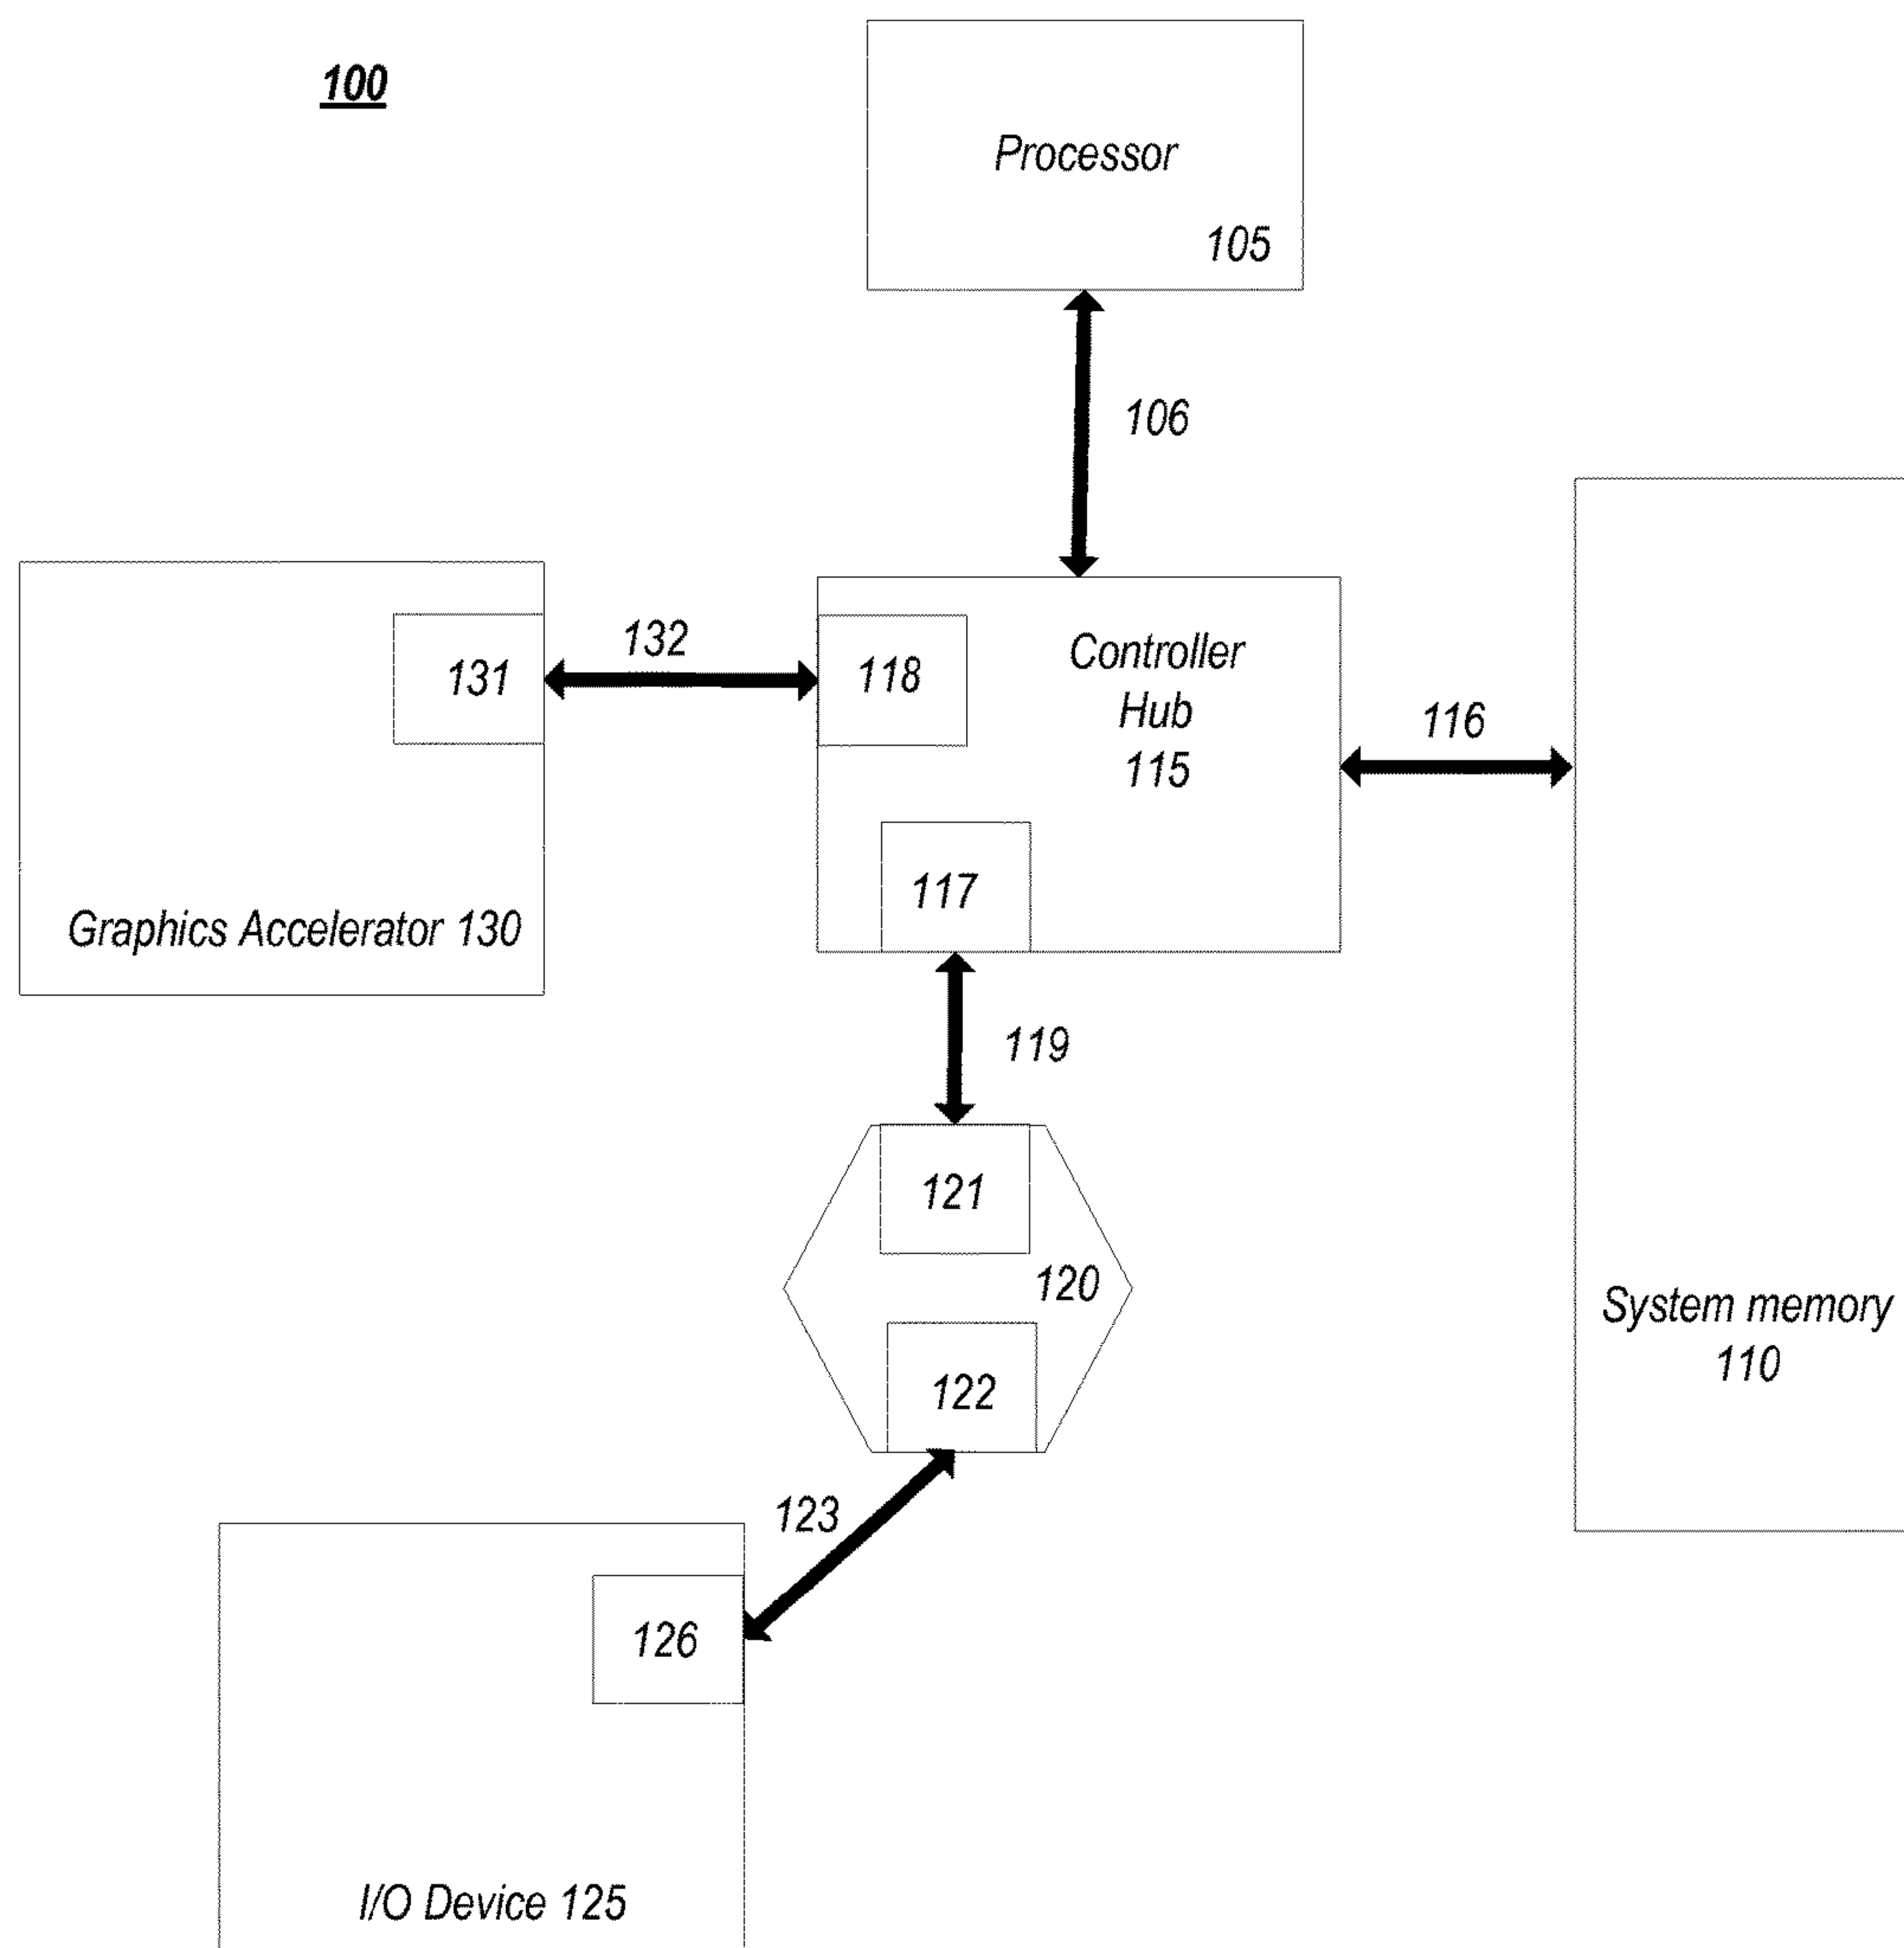 100
Processor
105
106
132
131
118
Controller
Hub
115
116
117
Graphics Accelerator 130
119
121
120
122
System memory
110
123
126
I/O Device 125